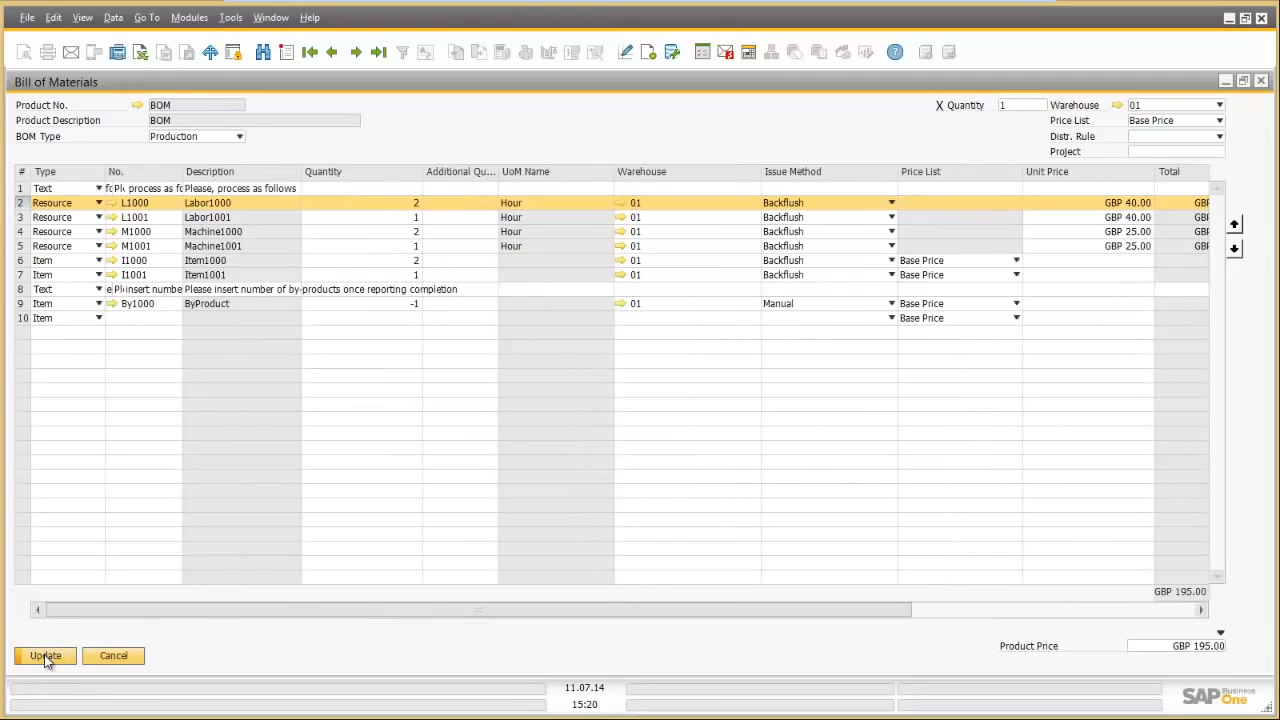 File Edit View Data Go To Modules Tools Window Help
Bill of Materials
Product No. BOM X Quantity 1 Warehouse 01
Product Description BOM Price List Base Price
BOM Type Production Distr. Rule
Project
# Type No. Description Quantity Additional Qu... UoM Name Warehouse Issue Method Price List Unit Price Total
1 Text process as fo Please, process as follows
2 Resource L1000 Labor1000 2 Hour 01 Backflush GBP 40.00
3 Resource L1001 Labor1001 1 Hour 01 Backflush GBP 40.00
4 Resource M1000 Machine1000 2 Hour 01 Backflush GBP 25.00
5 Resource M1001 Machine1001 1 Hour 01 Backflush GBP 25.00
6 Item I1000 Item1000 2 01 Backflush Base Price
7 Item I1001 Item1001 1 01 Backflush Base Price
8 Text insert numbe Please insert number of by-products once reporting completion
9 Item By1000 ByProduct -1 01 Manual Base Price
10 Item Base Price
GBP 195.00
Product Price GBP 195.00
Update Cancel
11.07.14
15:20
SAP Business One